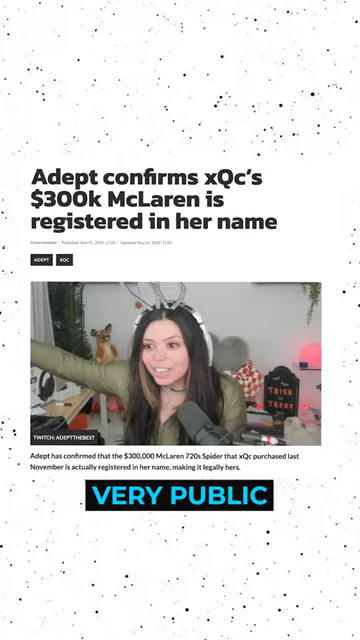 Adept confirms xQc’s
$300k McLaren is
registered in her name
ADEPT XQC
TRICK
OR
TREAT
TWITCH: ADEPTTHEBEST
Adept has confirmed that the $300,000 McLaren 720s Spider that xQc purchased last
November is actually registered in her name, making it legally hers.
VERY PUBLIC